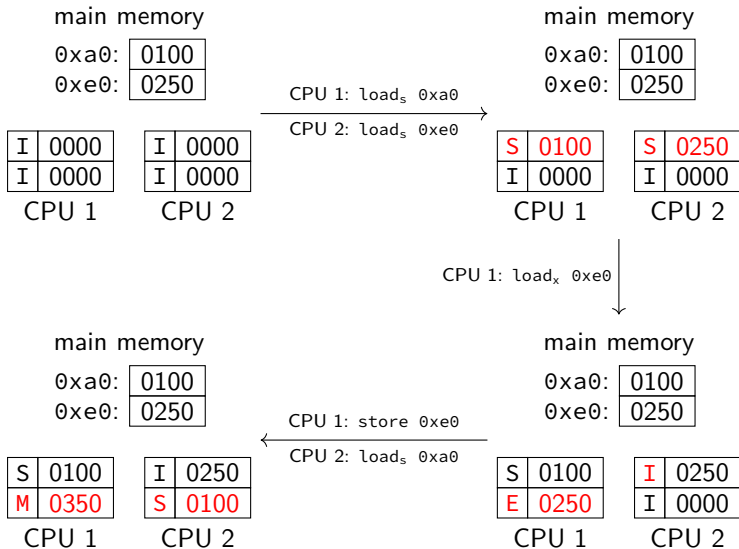 main memory
0xa0: 0100
0xe0: 0250
I 0000
I 0000
CPU 1
I 0000
I 0000
CPU 2
CPU 1: loadₛ 0xa0
CPU 2: loadₛ 0xe0
main memory
0xa0: 0100
0xe0: 0250
S 0100
I 0000
CPU 1
S 0250
I 0000
CPU 2
CPU 1: loadₓ 0xe0
main memory
0xa0: 0100
0xe0: 0250
S 0100
E 0250
CPU 1
I 0250
I 0000
CPU 2
CPU 1: store 0xe0
CPU 2: loadₛ 0xa0
main memory
0xa0: 0100
0xe0: 0250
S 0100
M 0350
CPU 1
I 0250
S 0100
CPU 2